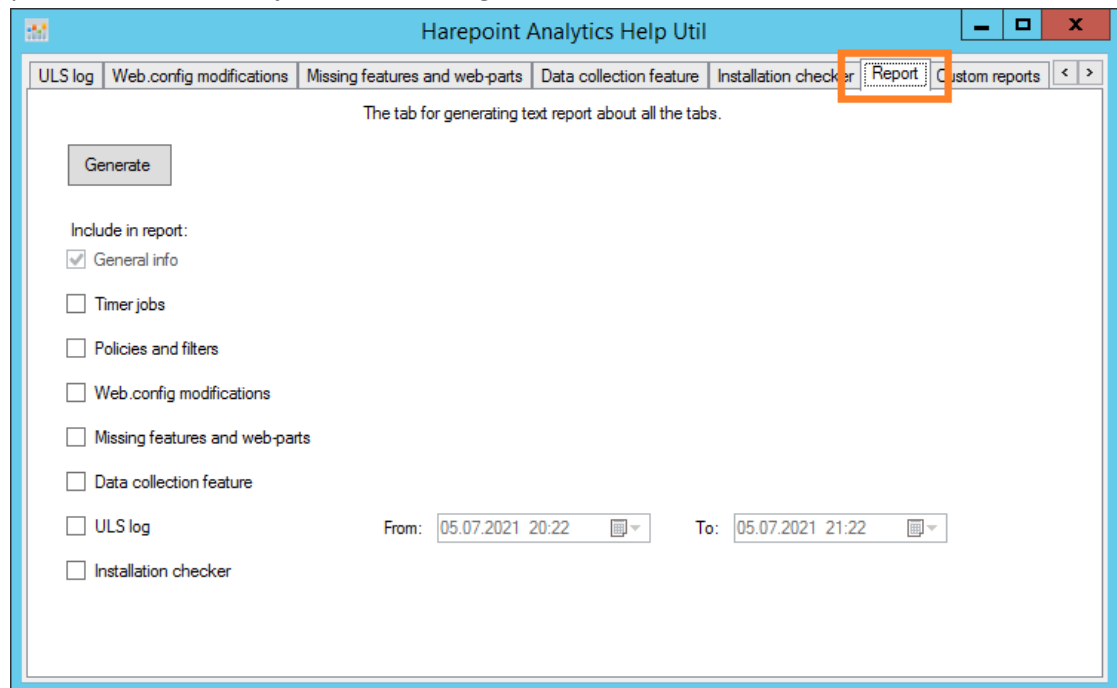 Harepoint Analytics Help Util
ULS log Web.config modifications Missing features and web-parts Data collection feature Installation checker Report Custom reports
The tab for generating text report about all the tabs.
Generate
Include in report:
General info
Timer jobs
Policies and filters
Web.config modifications
Missing features and web-parts
Data collection feature
ULS log From: 05.07.2021 20:22 To: 05.07.2021 21:22
Installation checker